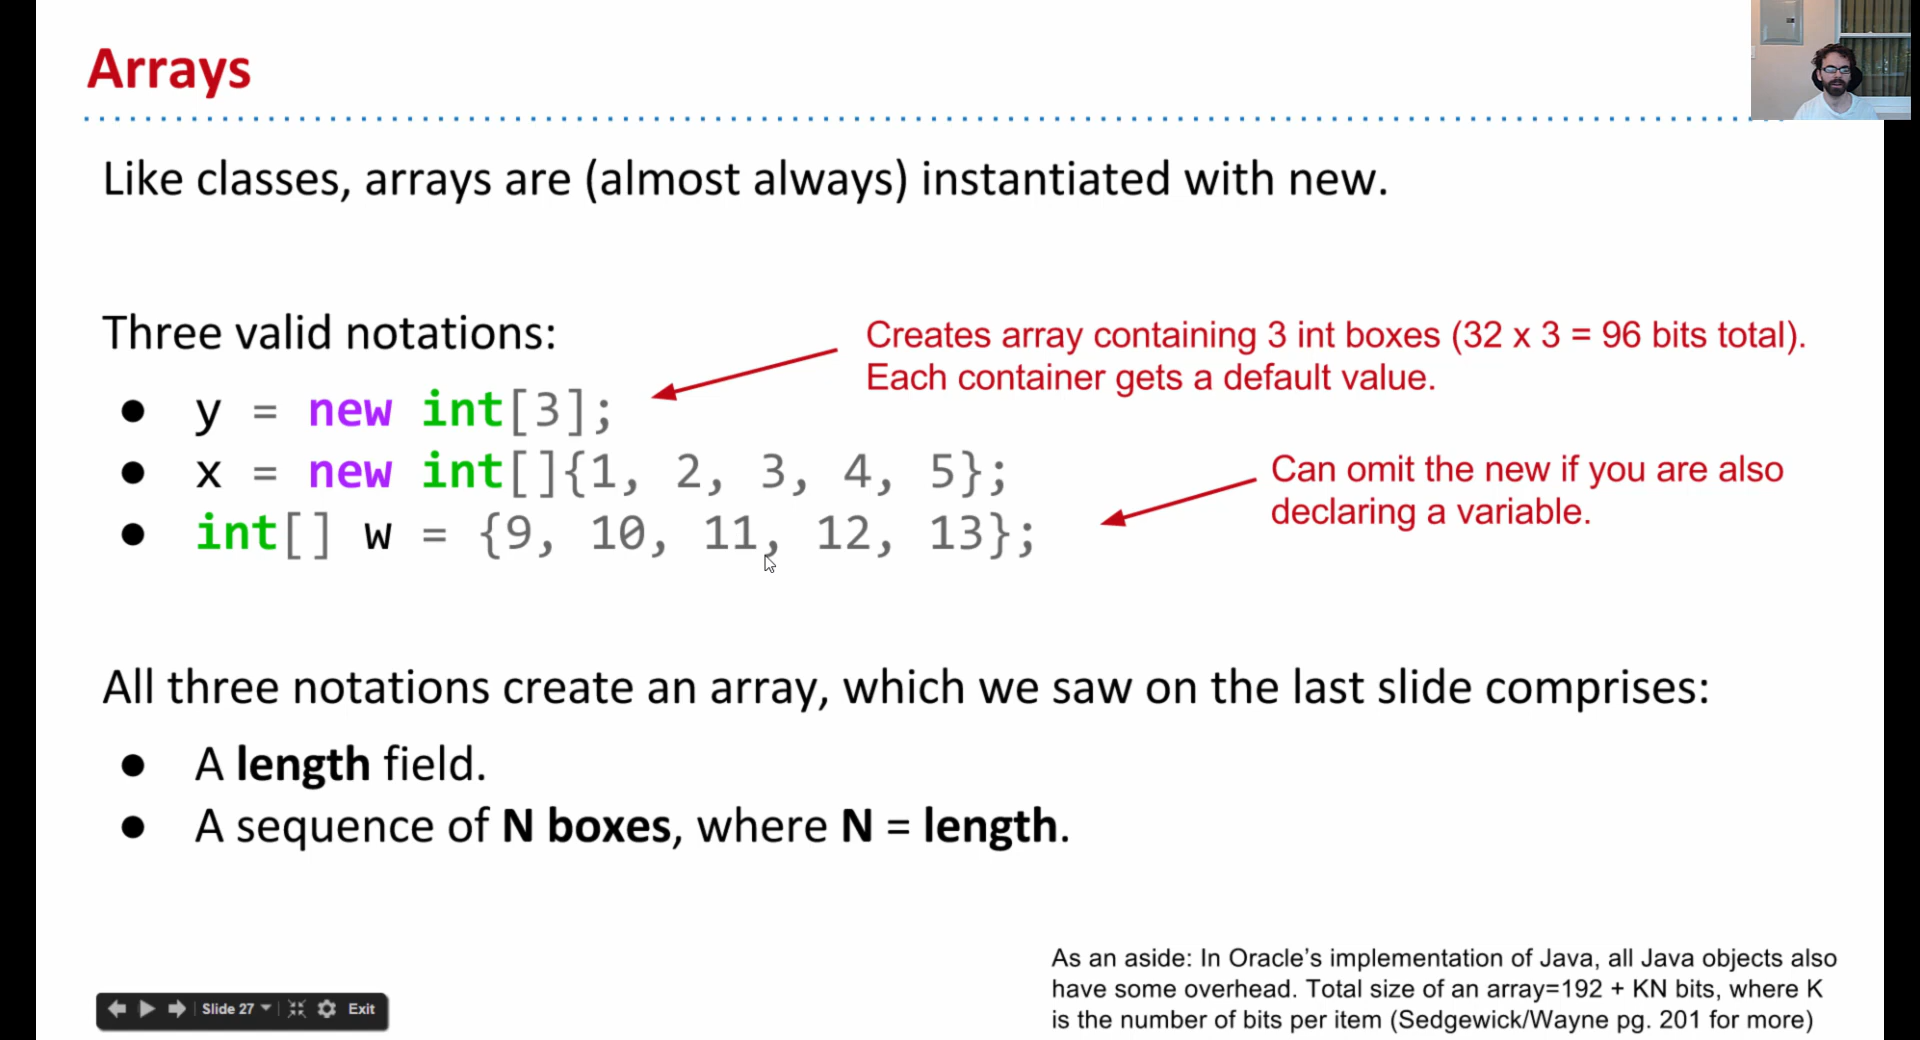 Arrays
Like classes, arrays are (almost always) instantiated with new.
Three valid notations:
Creates array containing 3 int boxes (32 x 3 = 96 bits total).
Each container gets a default value.
● y = new int[3];
● x = new int[]{1, 2, 3, 4, 5};
● int[] w = {9, 10, 11, 12, 13};
Can omit the new if you are also
declaring a variable.
All three notations create an array, which we saw on the last slide comprises:
● A length field.
● A sequence of N boxes, where N = length.
As an aside: In Oracle’s implementation of Java, all Java objects also
have some overhead. Total size of an array=192 + KN bits, where K
is the number of bits per item (Sedgewick/Wayne pg. 201 for more)
Slide 27 Exit